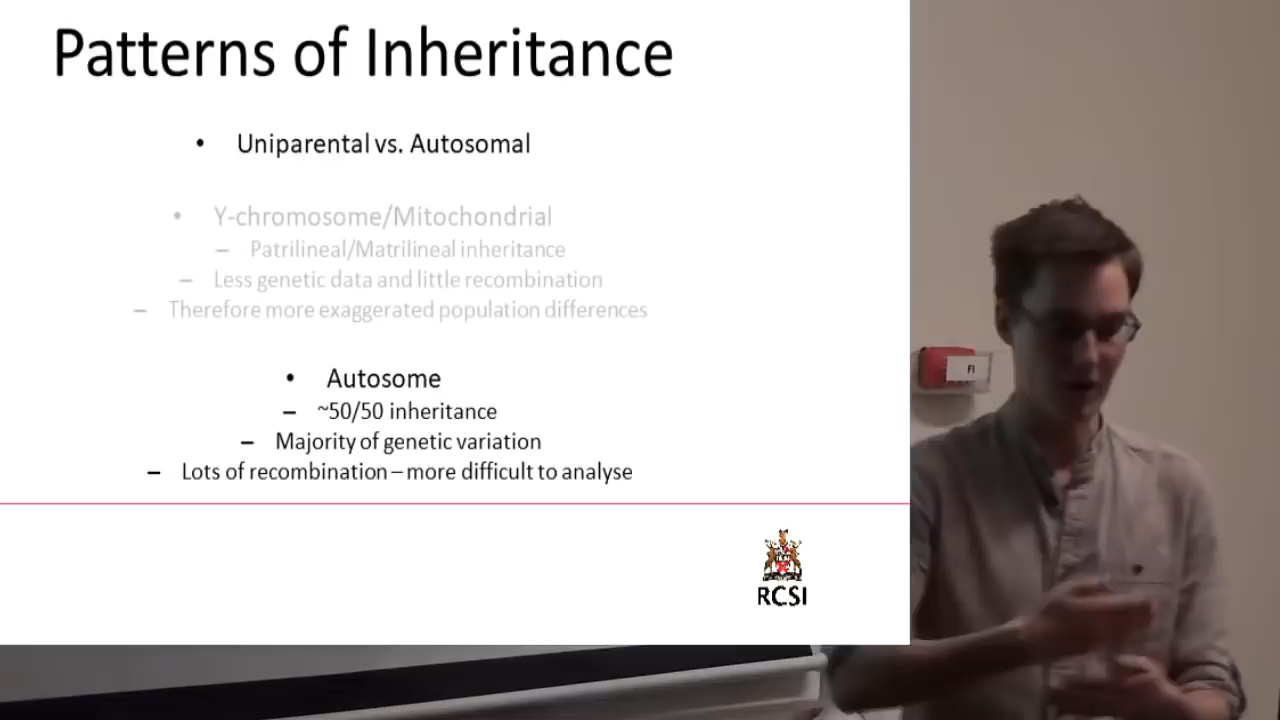 Patterns of Inheritance
• Uniparental vs. Autosomal
• Y-chromosome/Mitochondrial
– Patrilineal/Matrilineal inheritance
– Less genetic data and little recombination
– Therefore more exaggerated population differences
• Autosome
– ~50/50 inheritance
– Majority of genetic variation
– Lots of recombination – more difficult to analyse
RCSI
FI